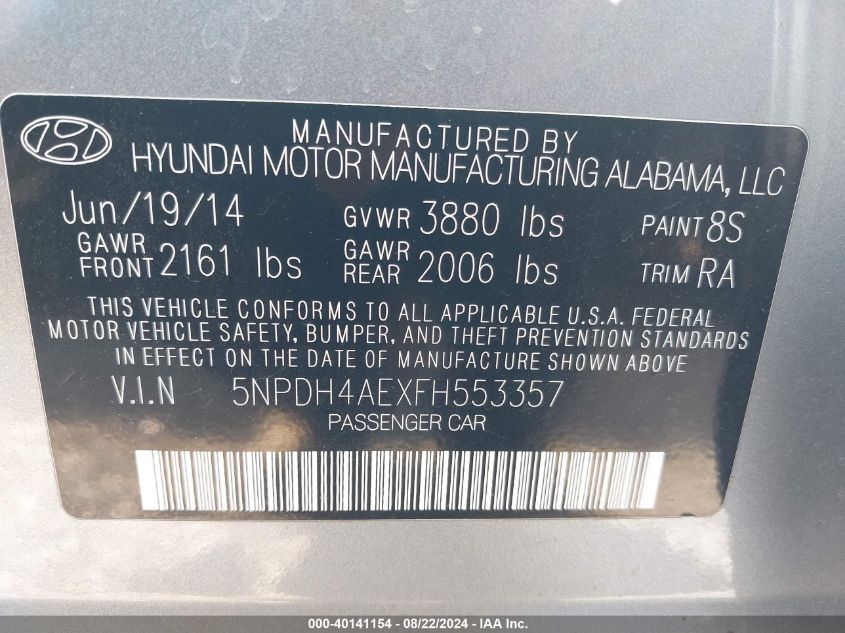 MANUFACTURED BY
HYUNDAI MOTOR MANUFACTURING ALABAMA, LLC
Jun/19/14 GVWR 3880 lbs PAINT 8S
GAWR FRONT 2161 lbs GAWR REAR 2006 lbs TRIM RA
THIS VEHICLE CONFORMS TO ALL APPLICABLE U.S.A. FEDERAL
MOTOR VEHICLE SAFETY, BUMPER, AND THEFT PREVENTION STANDARDS
IN EFFECT ON THE DATE OF MANUFACTURE SHOWN ABOVE
V.I.N 5NPDH4AEXFH553357
PASSENGER CAR
000-40141154 - 08/22/2024 - IAA Inc.